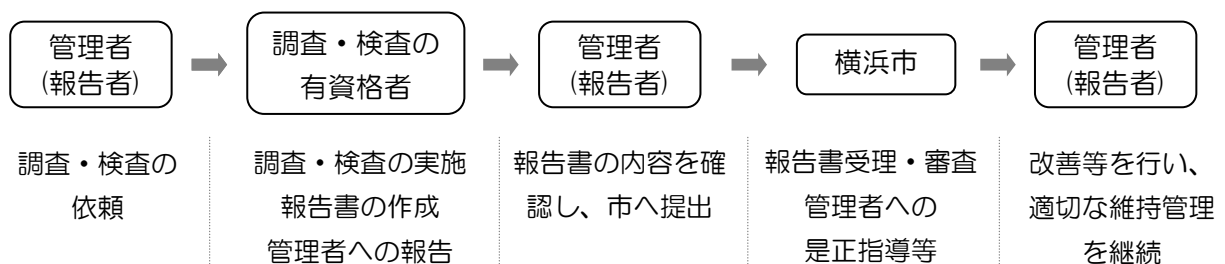 管理者
(報告者)
調査・検査の
有資格者
管理者
(報告者)
横浜市
管理者
(報告者)
調査・検査の
依頼
調査・検査の実施
報告書の作成
管理者への報告
報告書の内容を確
認し、市へ提出
報告書受理・審査
管理者への
是正指導等
改善等を行い、
適切な維持管理
を継続